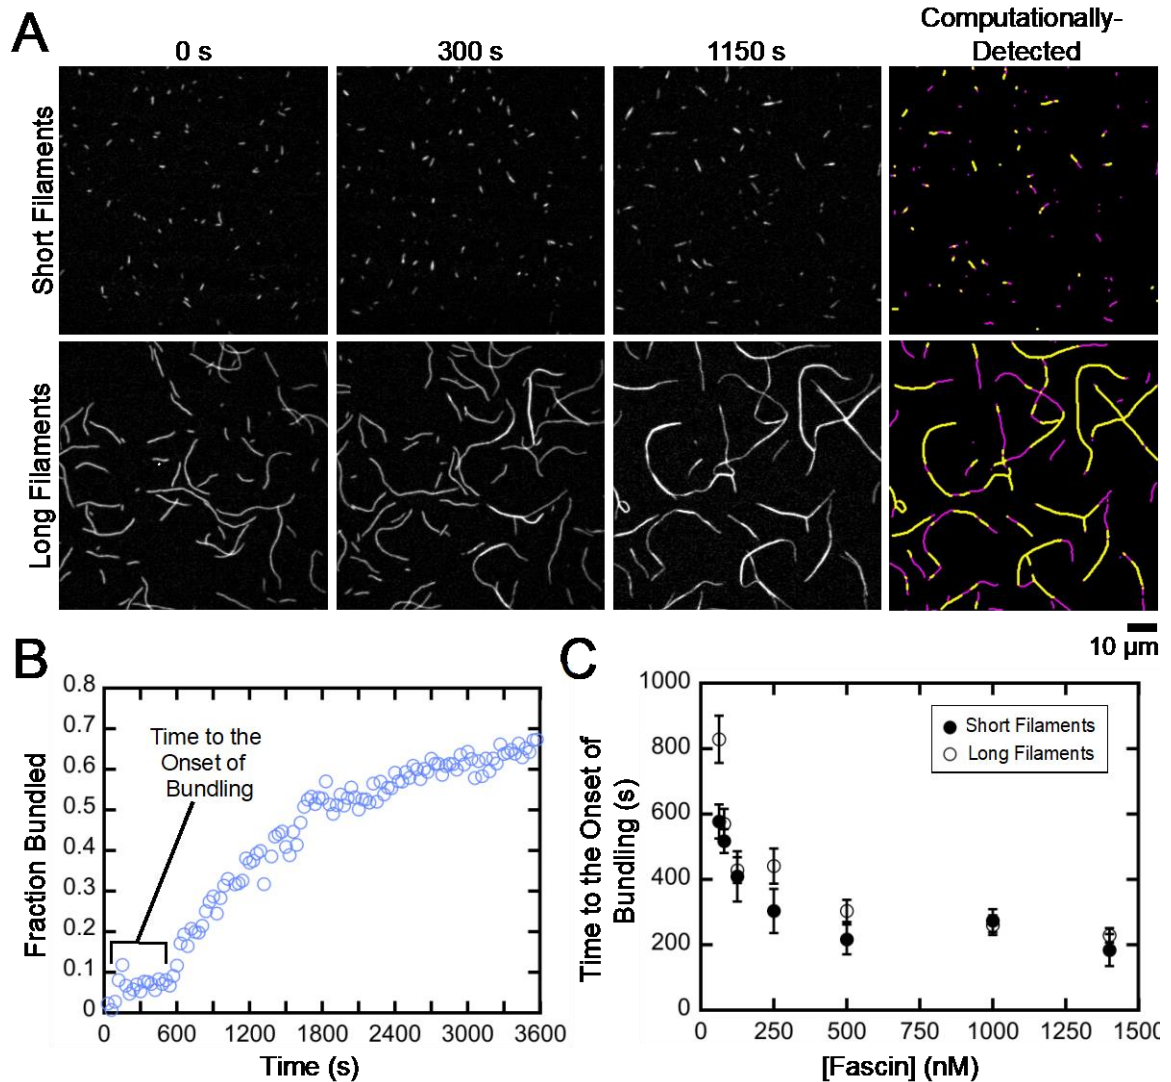 A
0 s
300 s
1150 s
Computationally-
Detected
Short Filaments
Long Filaments
10 µm
B
Fraction Bundled
0.8
0.7
0.6
0.5
0.4
0.3
0.2
0.1
0
Time to the
Onset of
Bundling
0 600 1200 1800 2400 3000 3600
Time (s)
C
Time to the Onset of
Bundling (s)
1000
800
600
400
200
0
Short Filaments
Long Filaments
0 250 500 750 1000 1250 1500
[Fascin] (nM)